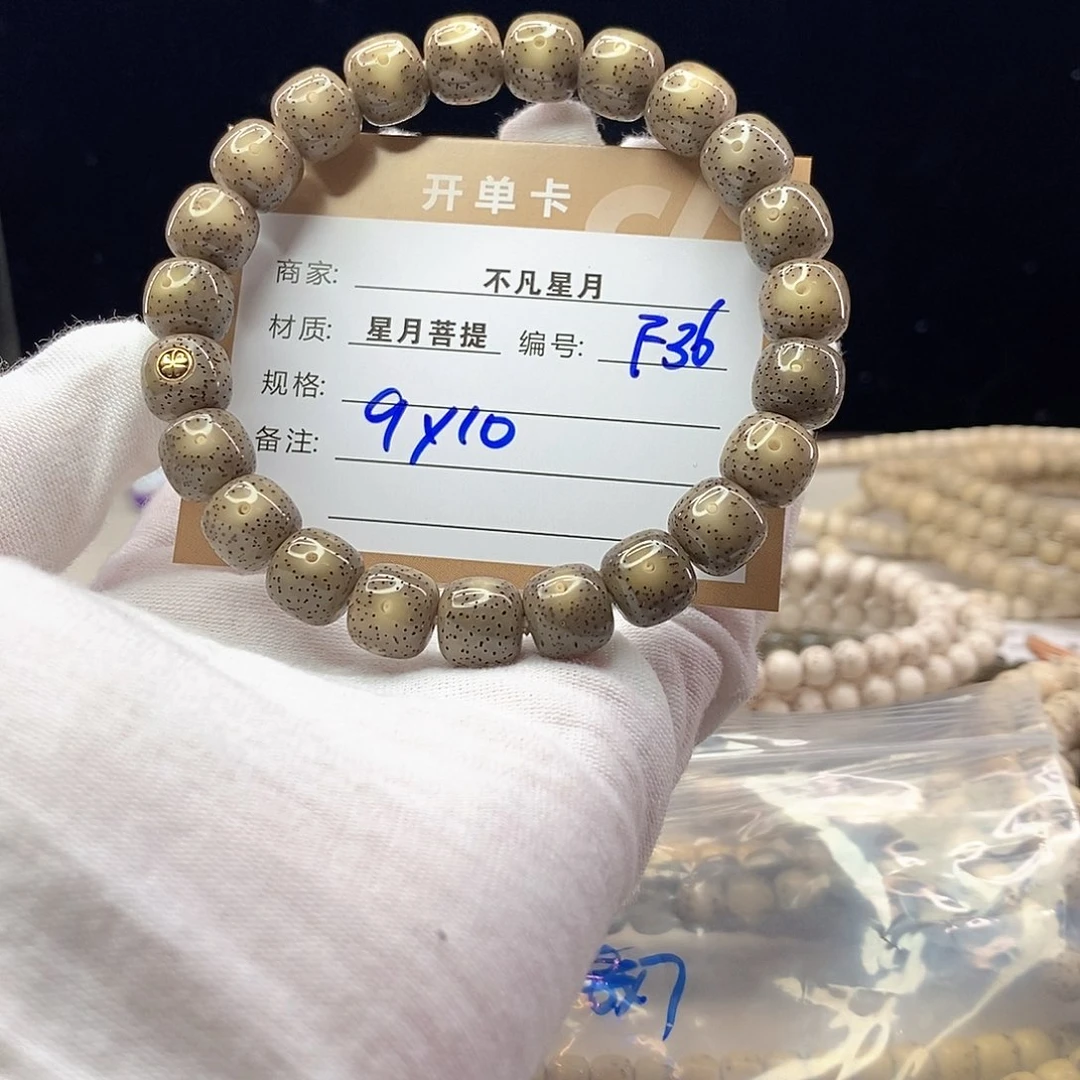 开单卡
商家: 不凡星月
材质: 星月菩提 编号: F36
规格: 9x10
备注: